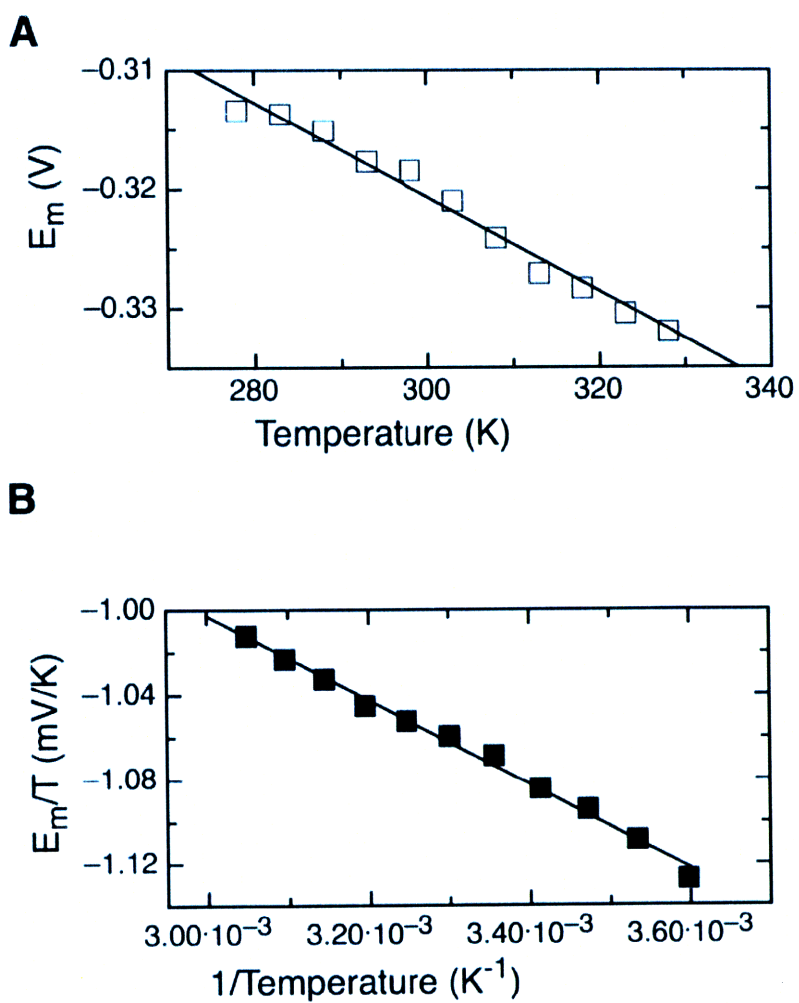 A
−0.31
−0.32
−0.33
E_m (V)
280 300 320 340
Temperature (K)
B
−1.00
−1.04
−1.08
−1.12
E_m/T (mV/K)
3.00·10⁻³ 3.20·10⁻³ 3.40·10⁻³ 3.60·10⁻³
1/Temperature (K⁻¹)